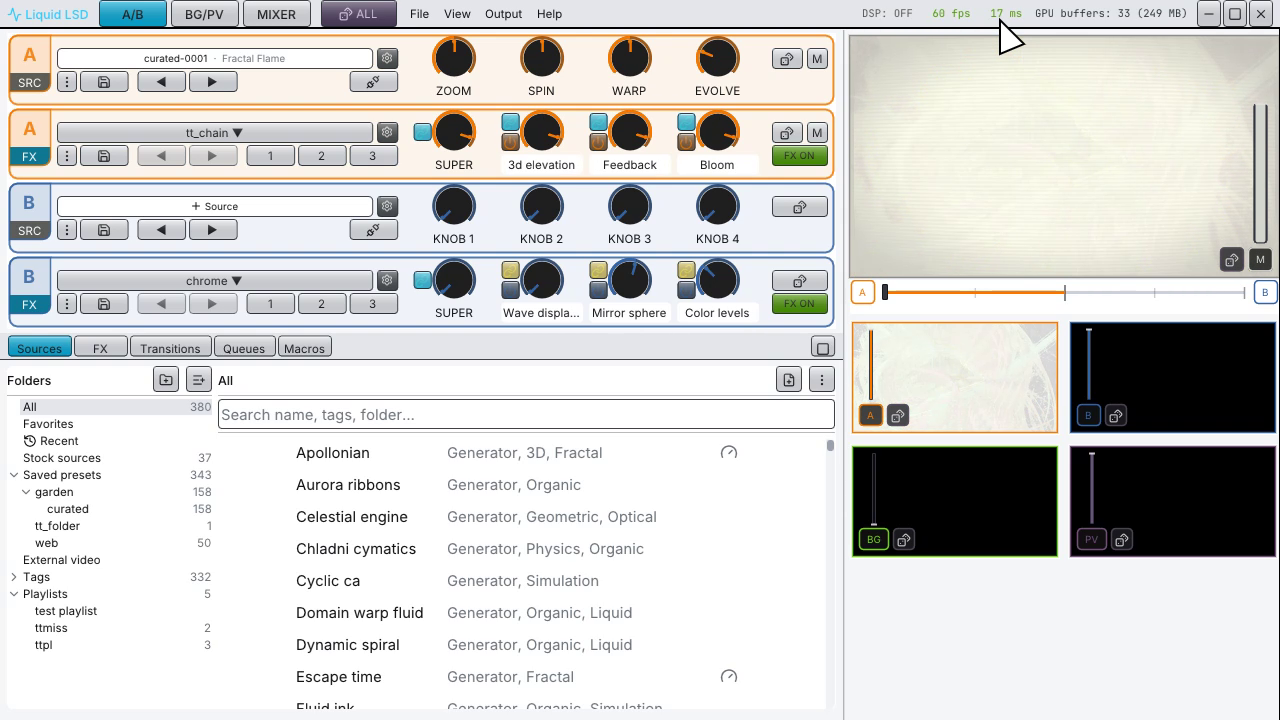 Liquid LSD A/B BG/PV MIXER ALL File View Output Help DSP: OFF 60 fps 17 ms GPU buffers: 33 (249 MB)
A SRC curated-0001 · Fractal Flame ZOOM SPIN WARP EVOLVE M
A FX tt_chain ▼ 1 2 3 SUPER 3d elevation Feedback Bloom M FX ON
B SRC + Source KNOB 1 KNOB 2 KNOB 3 KNOB 4
B FX chrome ▼ 1 2 3 SUPER Wave displa... Mirror sphere Color levels FX ON
M
A B
A B
BG PV
Sources FX Transitions Queues Macros
Folders
All 380
Favorites
Recent
Stock sources 37
Saved presets 343
garden 158
curated 158
tt_folder 1
web 50
External video
Tags 332
Playlists 5
test playlist
ttmiss 2
ttpl 3
All
Search name, tags, folder...
Apollonian Generator, 3D, Fractal
Aurora ribbons Generator, Organic
Celestial engine Generator, Geometric, Optical
Chladni cymatics Generator, Physics, Organic
Cyclic ca Generator, Simulation
Domain warp fluid Generator, Organic, Liquid
Dynamic spiral Generator, Organic, Liquid
Escape time Generator, Fractal
Fluid ink Generator, Organic, Simulation